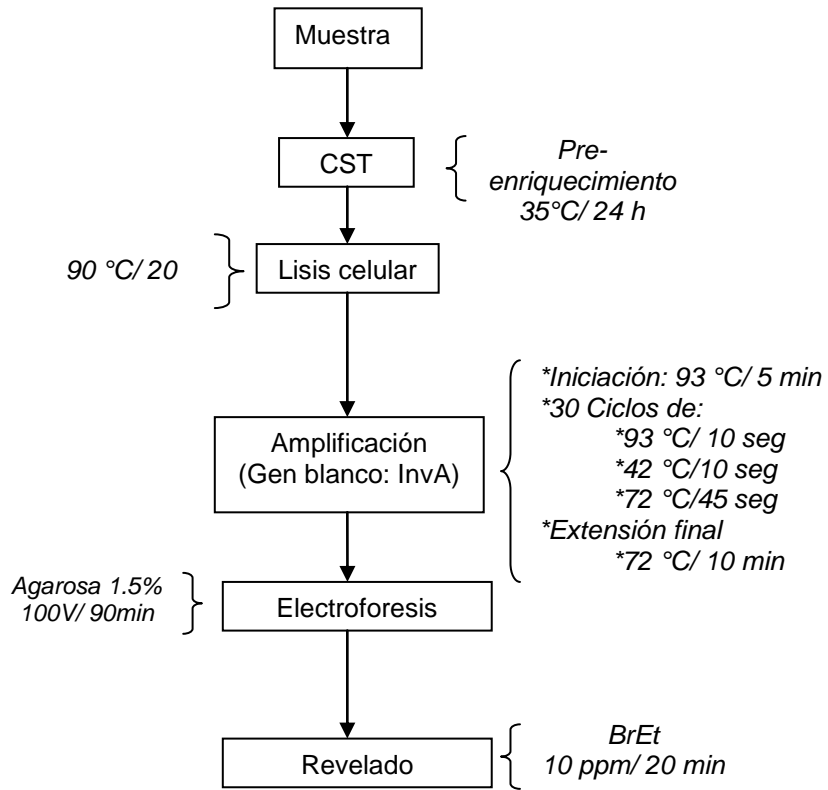 Muestra
CST
Pre-
enriquecimiento
35°C/ 24 h
90 °C/ 20
Lisis celular
Amplificación
(Gen blanco: InvA)
*Iniciación: 93 °C/ 5 min
*30 Ciclos de:
*93 °C/ 10 seg
*42 °C/10 seg
*72 °C/45 seg
*Extensión final
*72 °C/ 10 min
Agarosa 1.5%
100V/ 90min
Electroforesis
Revelado
BrEt
10 ppm/ 20 min